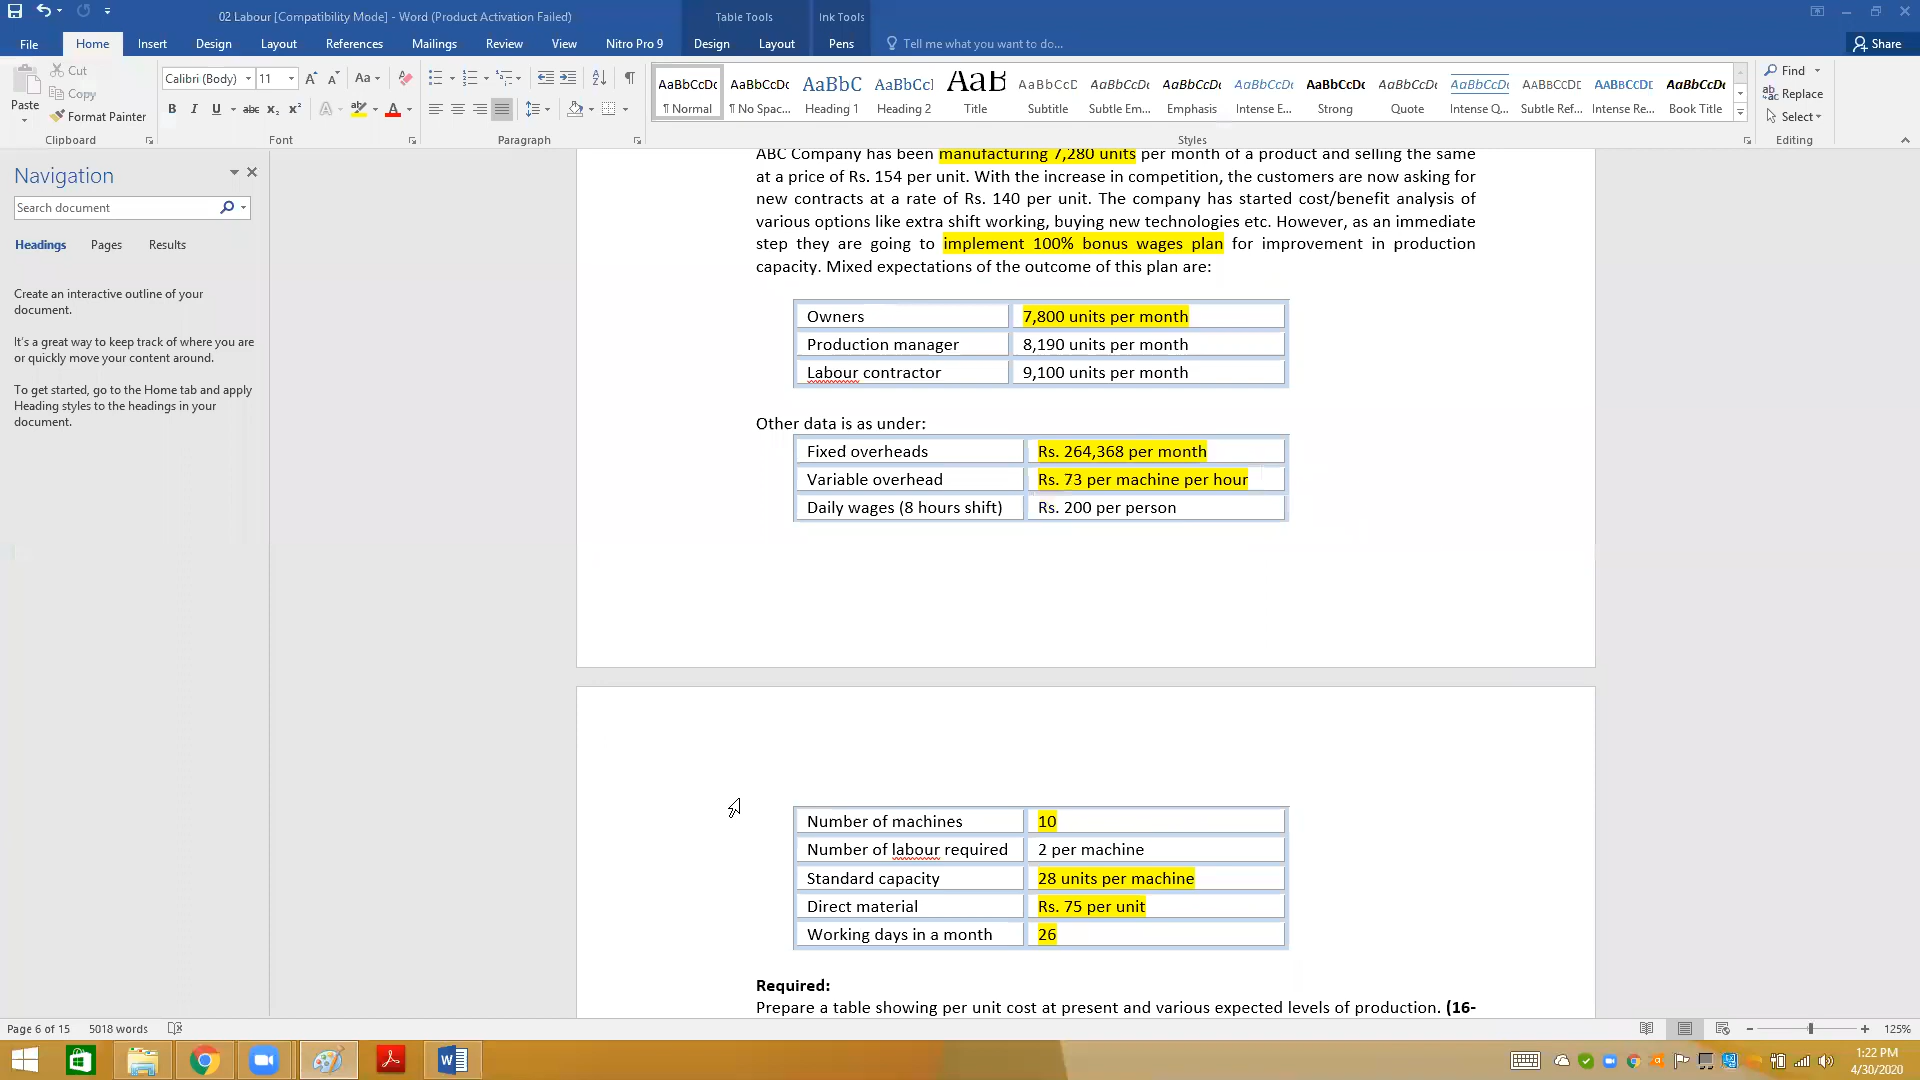 02 Labour [Compatibility Mode] - Word (Product Activation Failed)
Table Tools
Ink Tools
File Home Insert Design Layout References Mailings Review View Nitro Pro 9 Design Layout Pens Tell me what you want to do... Share
Paste
Cut
Copy
Format Painter
Clipboard
Calibri (Body) 11
Font
Paragraph
AaBbCcDc AaBbCcDc AaBbC AaBbCcI AaB AaBbCcD AaBbCcDc AaBbCcDc AaBbCcDc AaBbCcDc AaBbCcDc AaBbCcDc AaBbCcDc AaBbCcDc AaBbCcDc
¶ Normal ¶ No Spac... Heading 1 Heading 2 Title Subtitle Subtle Em... Emphasis Intense E... Strong Quote Intense Q... Subtle Ref... Intense Re... Book Title
Styles
Find
Replace
Select
Editing
Navigation
Search document
Headings Pages Results
Create an interactive outline of your
document.
It's a great way to keep track of where you are
or quickly move your content around.
To get started, go to the Home tab and apply
Heading styles to the headings in your
document.
ABC Company has been manufacturing 7,280 units per month of a product and selling the same
at a price of Rs. 154 per unit. With the increase in competition, the customers are now asking for
new contracts at a rate of Rs. 140 per unit. The company has started cost/benefit analysis of
various options like extra shift working, buying new technologies etc. However, as an immediate
step they are going to implement 100% bonus wages plan for improvement in production
capacity. Mixed expectations of the outcome of this plan are:
Owners 7,800 units per month
Production manager 8,190 units per month
Labour contractor 9,100 units per month
Other data is as under:
Fixed overheads Rs. 264,368 per month
Variable overhead Rs. 73 per machine per hour
Daily wages (8 hours shift) Rs. 200 per person
Number of machines 10
Number of labour required 2 per machine
Standard capacity 28 units per machine
Direct material Rs. 75 per unit
Working days in a month 26
Required:
Prepare a table showing per unit cost at present and various expected levels of production. (16-
Page 6 of 15 5018 words 125%
1:22 PM
4/30/2020